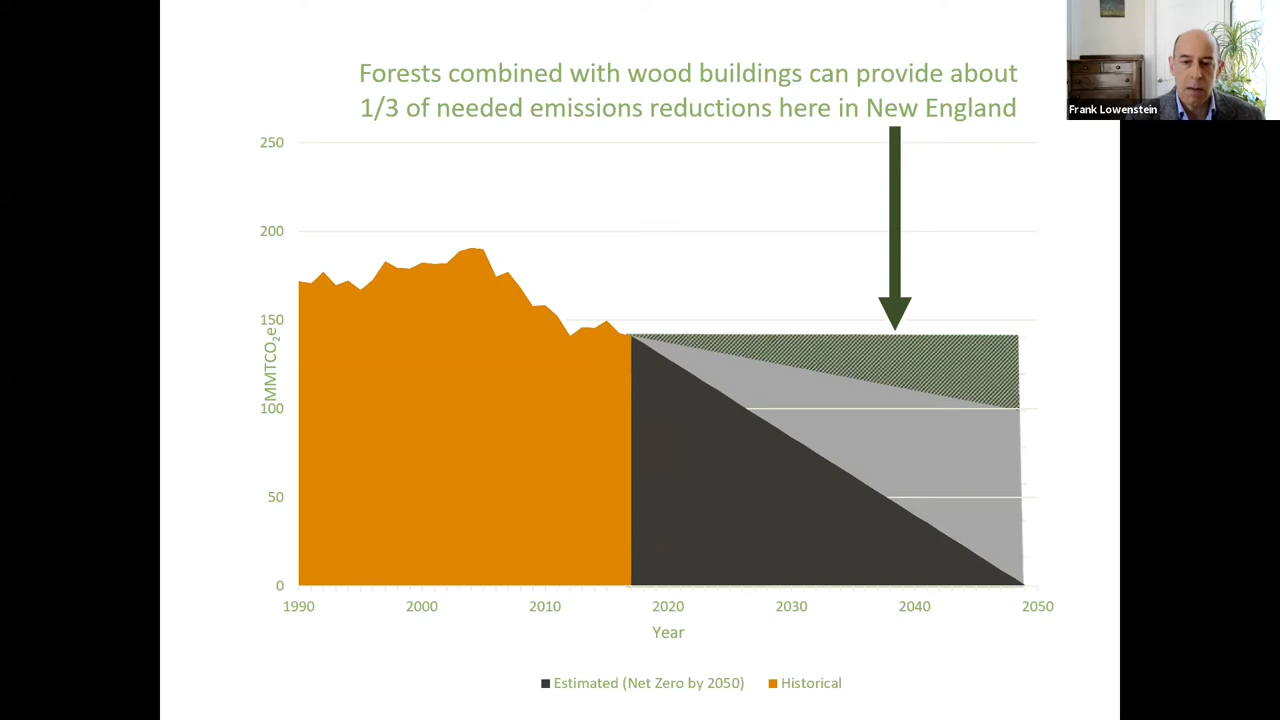 Forests combined with wood buildings can provide about
1/3 of needed emissions reductions here in New England
Frank Lowenstein
250
200
150
100
50
0
MMTCO₂e
1990 2000 2010 2020 2030 2040 2050
Year
Estimated (Net Zero by 2050) Historical